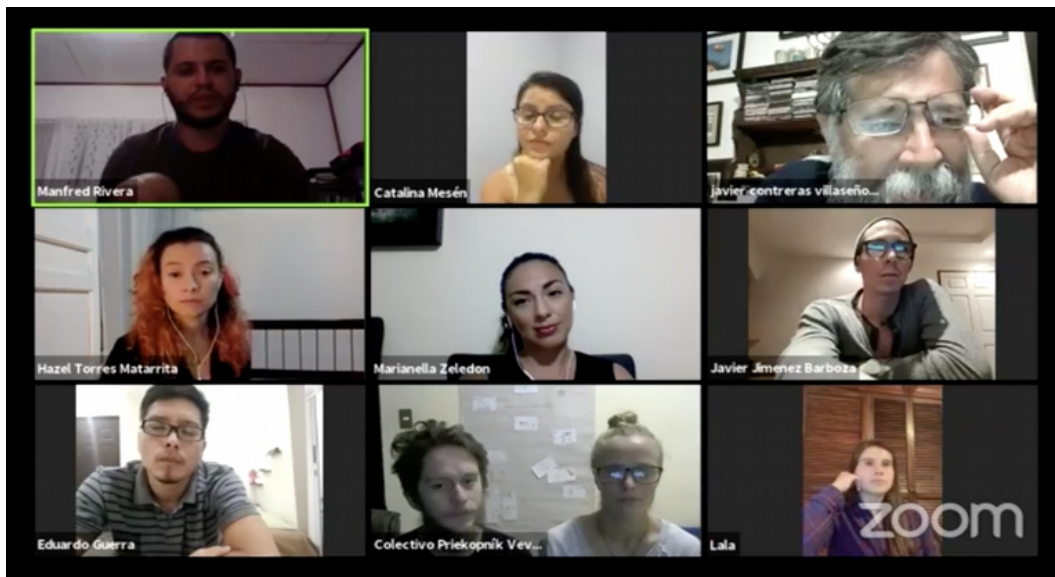 Manfred Rivera
Catalina Mesén
javier contreras villaseño...
Hazel Torres Matarrita
Marianella Zeledon
Javier Jimenez Barboza
Eduardo Guerra
Colectivo Priekopník Vev...
Lala
zoom